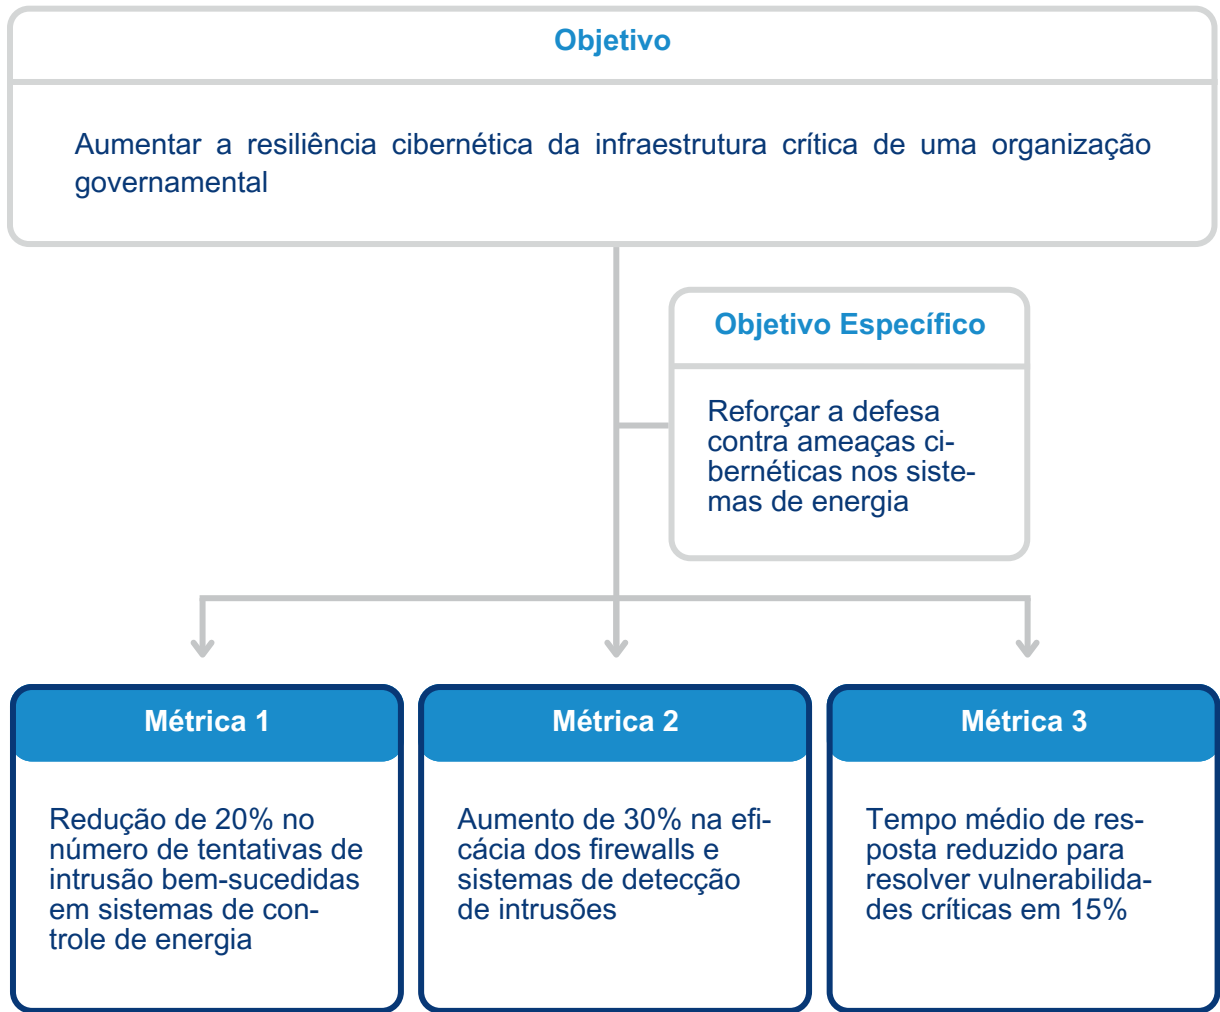 Objetivo
Aumentar a resiliência cibernética da infraestrutura crítica de uma organização
governamental
Objetivo Específico
Reforçar a defesa
contra ameaças ci-
bernéticas nos siste-
mas de energia
Métrica 1
Redução de 20% no
número de tentativas de
intrusão bem-sucedidas
em sistemas de con-
trole de energia
Métrica 2
Aumento de 30% na efi-
cácia dos firewalls e
sistemas de detecção
de intrusões
Métrica 3
Tempo médio de res-
posta reduzido para
resolver vulnerabilida-
des críticas em 15%